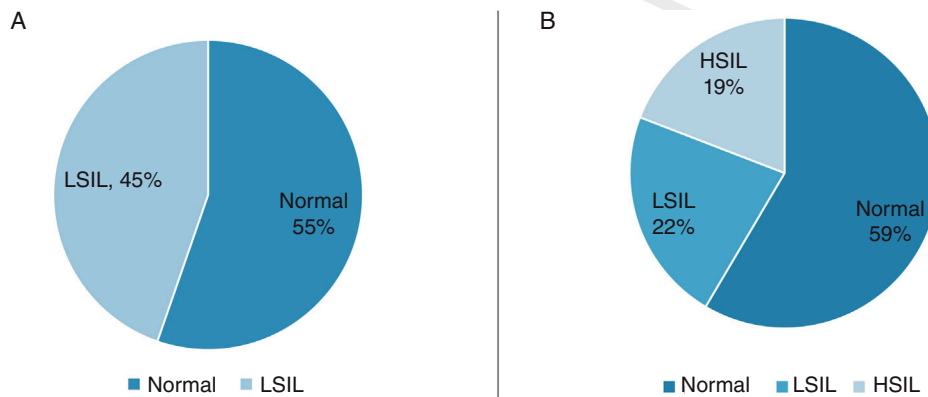 A
LSIL, 45%
Normal
55%
Normal LSIL
B
HSIL
19%
LSIL
22%
Normal
59%
Normal LSIL HSIL